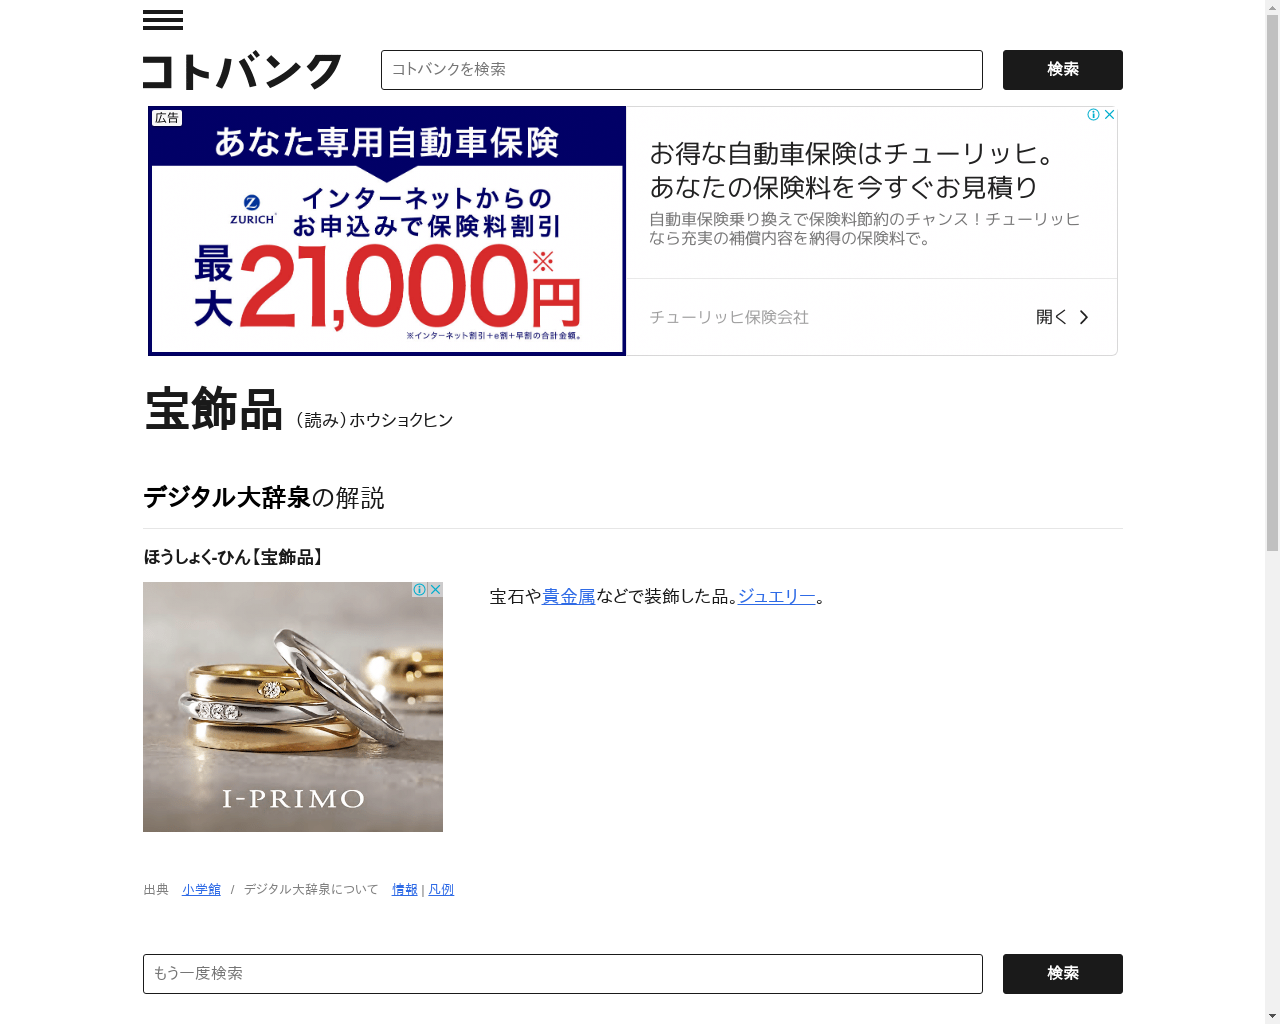 コトバンク
コトバンクを検索
検索
広告
あなた専用自動車保険
ZURICH
インターネットからの
お申込みで保険料割引
最大21,000円※
※インターネット割引+e割+早割の合計金額。
お得な自動車保険はチューリッヒ。
あなたの保険料を今すぐお見積り
自動車保険乗り換えで保険料節約のチャンス！チューリッヒ
なら充実の補償内容を納得の保険料で。
チューリッヒ保険会社
開く
宝飾品 （読み）ホウショクヒン
デジタル大辞泉の解説
ほうしょく‐ひん【宝飾品】
宝石や貴金属などで装飾した品。ジュエリー。
I-PRIMO
出典 小学館 / デジタル大辞泉について 情報 | 凡例
もう一度検索
検索